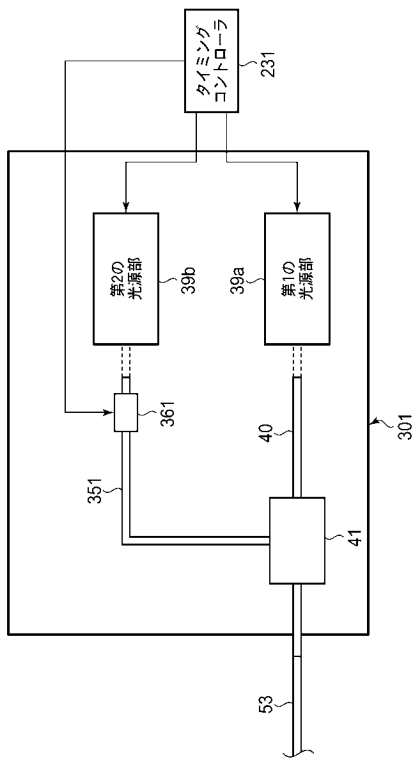 タイミング
コントローラ
231
第2の
光源部
39b
第1の
光源部
39a
361
351
40
41
301
53